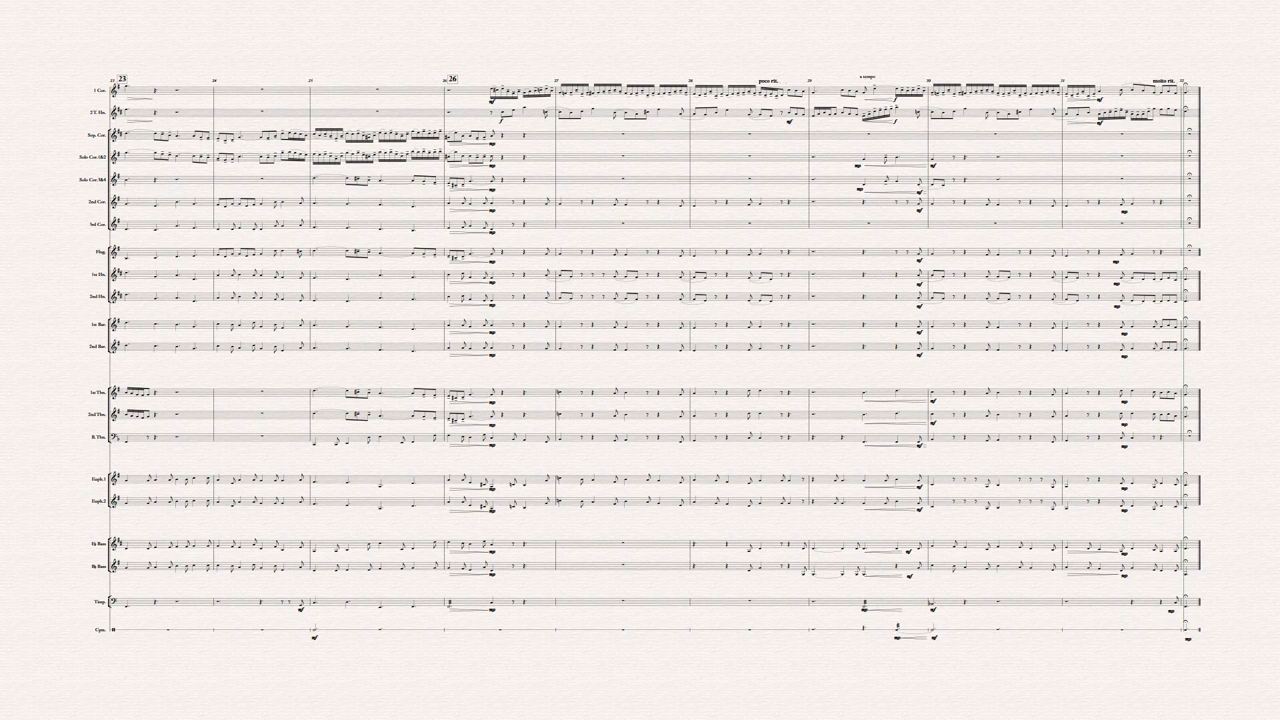 23 24 25 26 26 27 28 poco rit. 29 a tempo 30 31 molto rit. 32
1 Cor.
2 T. Hn.
Sop. Cor.
Solo Cor.1&2
Solo Cor.3&4
2nd Cor.
3rd Cor.
Flug.
1st Hn.
2nd Hn.
1st Bar.
2nd Bar.
1st Tbn.
2nd Tbn.
B. Tbn.
Euph.1
Euph.2
E♭ Bass
B♭ Bass
Timp.
Cym.